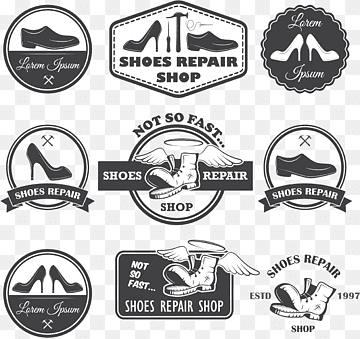 Lorem Ipsum
SHOES REPAIR
SHOP
Lorem
Ipsum
SHOES REPAIR
NOT SO FAST...
SHOES REPAIR
SHOP
SHOES REPAIR
Lorem Ipsum
NOT
SO
FAST...
SHOES REPAIR SHOP
SHOES REPAIR
ESTD 1997
SHOP